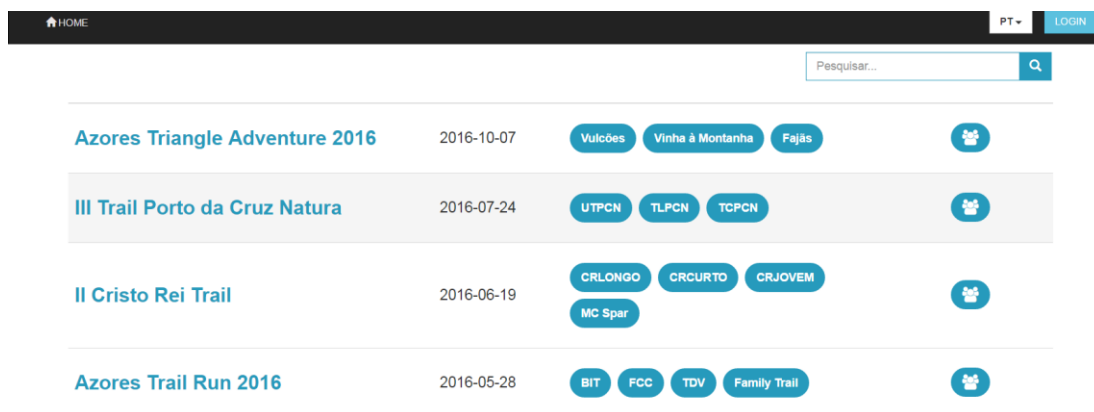 HOME PT LOGIN
Pesquisar...
Azores Triangle Adventure 2016 2016-10-07 Vulcões Vinha à Montanha Fajãs
III Trail Porto da Cruz Natura 2016-07-24 UTPCN TLPCN TCPCN
CRLONGO CRCURTO CRJOVEM
II Cristo Rei Trail 2016-06-19
MC Spar
Azores Trail Run 2016 2016-05-28 BIT FCC TDV Family Trail